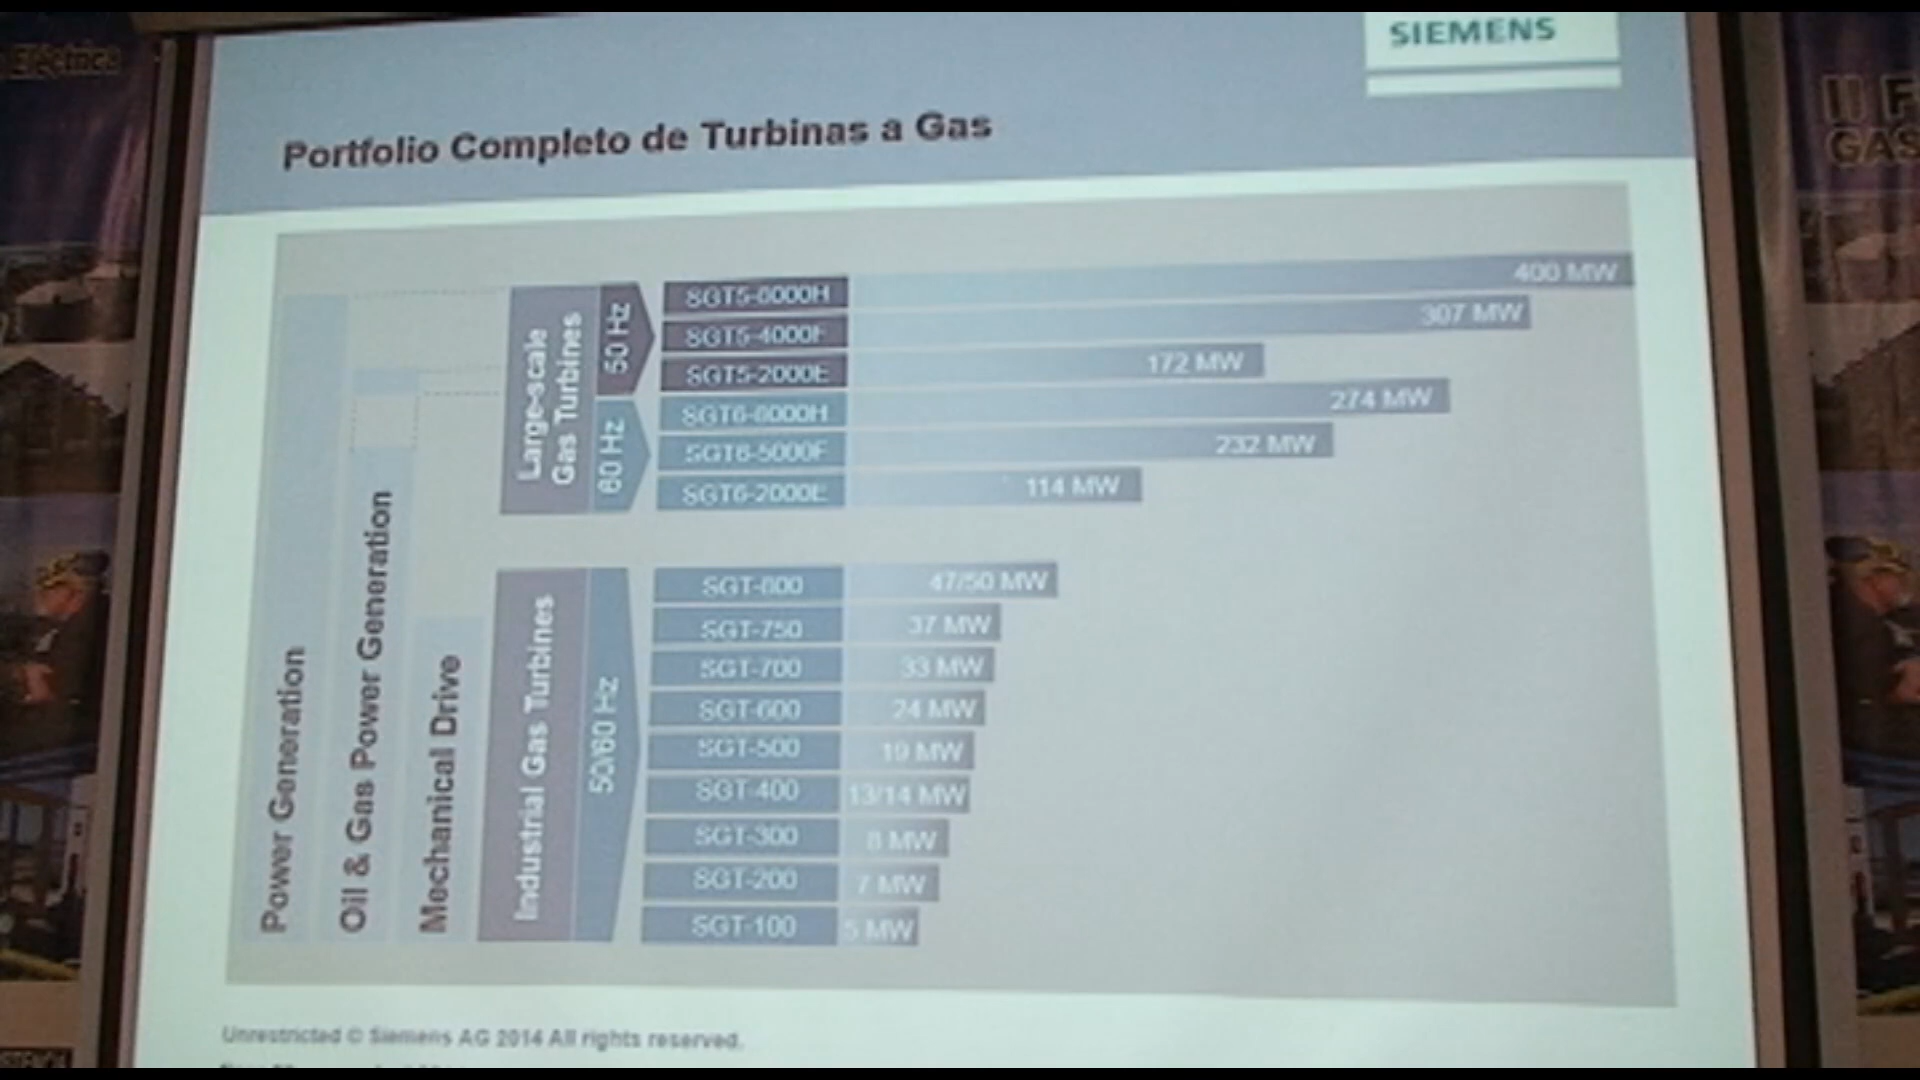 Eléctrica
SIEMENS
II F
GAS
Portfolio Completo de Turbinas a Gas
Power Generation
Oil & Gas Power Generation
Mechanical Drive
Large-scale
Gas Turbines
50 Hz
SGT5-8000H 400 MW
SGT5-4000F 307 MW
SGT5-2000E 172 MW
60 Hz
SGT6-8000H 274 MW
SGT6-5000F 232 MW
SGT6-2000E 114 MW
Industrial Gas Turbines
50/60 Hz
SGT-800 47/50 MW
SGT-750 37 MW
SGT-700 33 MW
SGT-600 24 MW
SGT-500 19 MW
SGT-400 13/14 MW
SGT-300 8 MW
SGT-200 7 MW
SGT-100 5 MW
Unrestricted © Siemens AG 2014 All rights reserved.